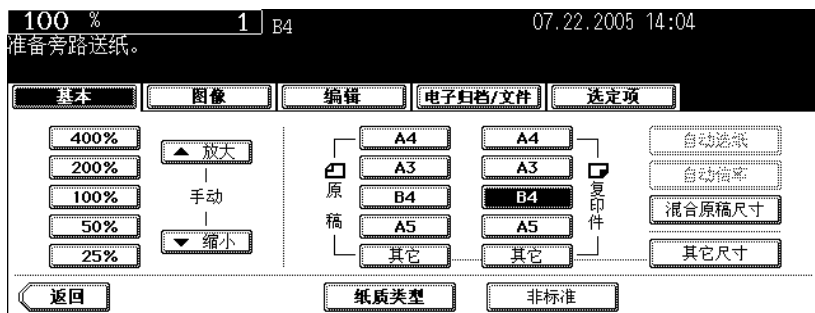 100 % 1 B4 07.22.2005 14:04
准备旁路送纸。
基本 图像 编辑 电子归档/文件 选定项
400% ▲ 放大 A4 A4 自动选纸
200% A3 A3 自动倍率
100% 手动 原稿 B4 B4 复印件 混合原稿尺寸
50% ▼ 缩小 A5 A5
25% 其它 其它 其它尺寸
返回 纸质类型 非标准